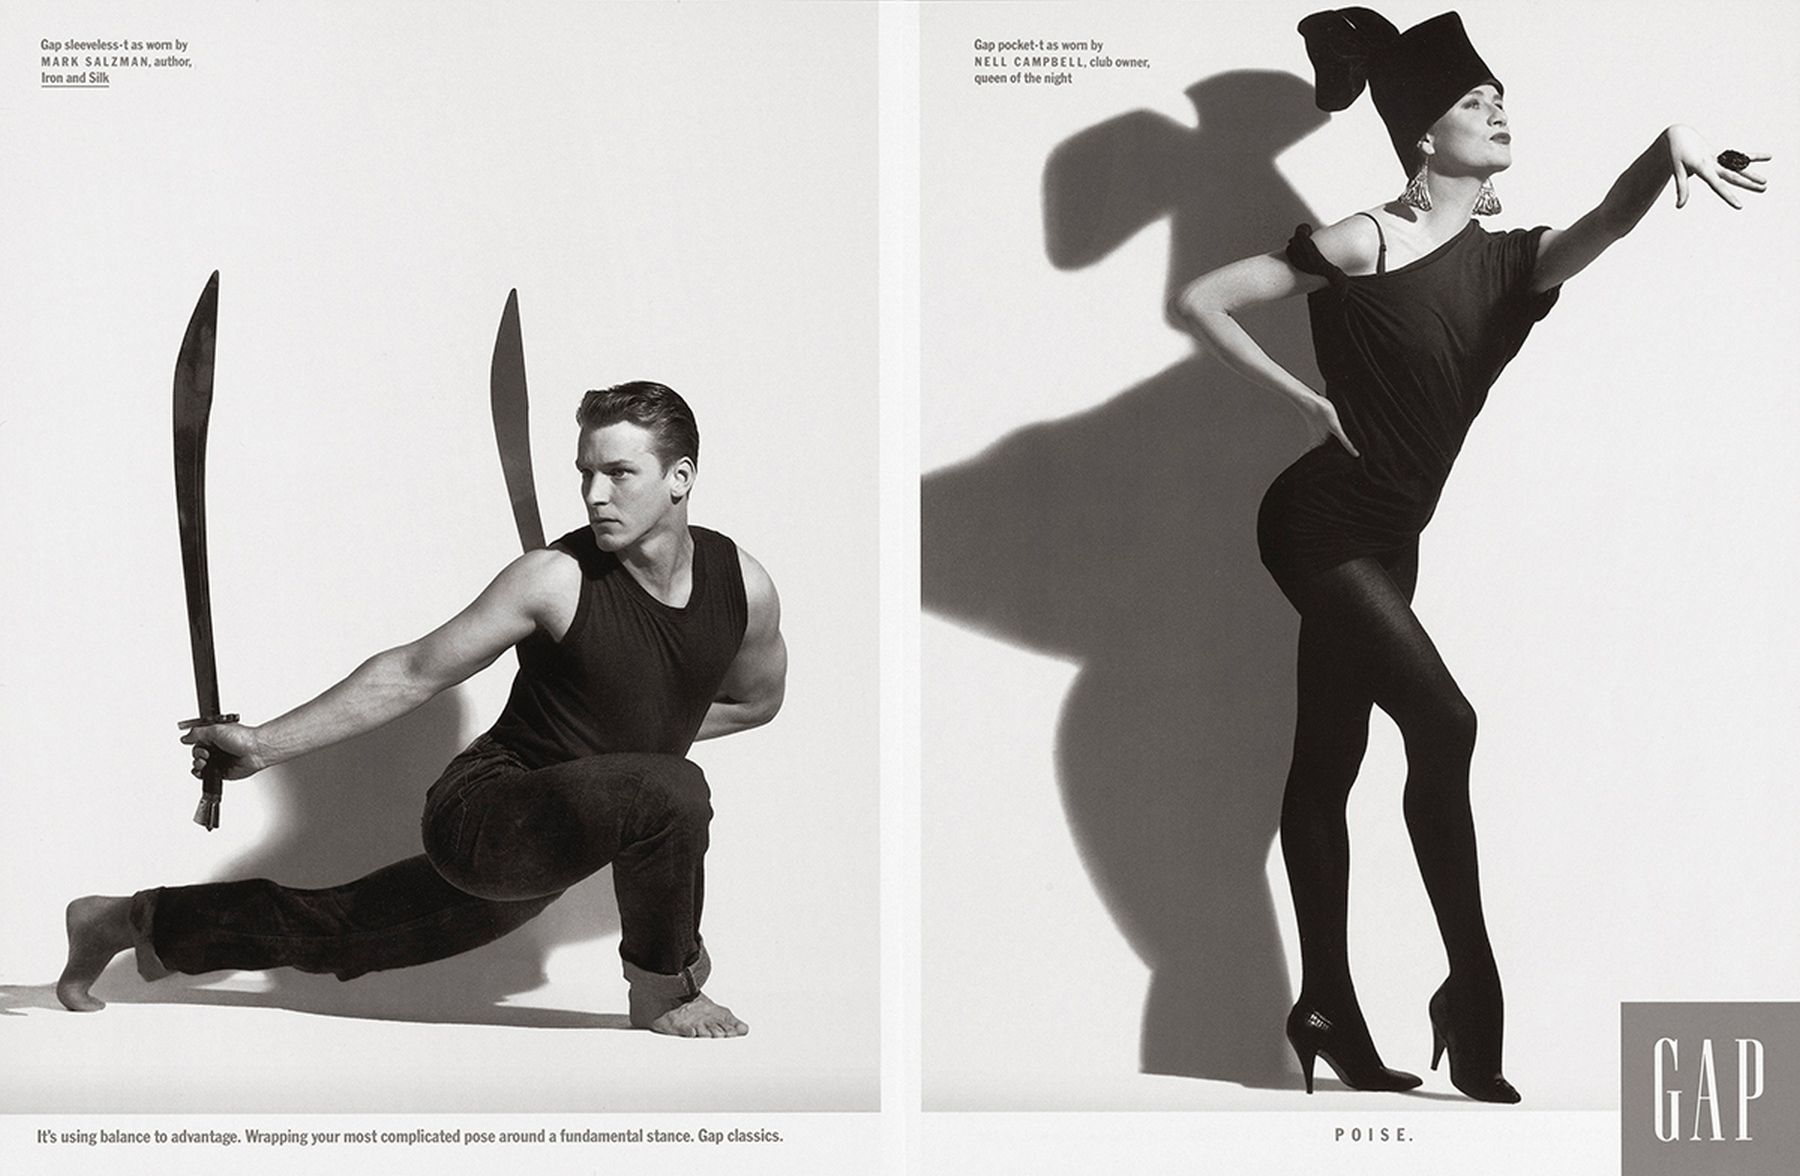 Gap sleeveless-t as worn by
MARK SALZMAN, author,
Iron and Silk
Gap pocket-t as worn by
NELL CAMPBELL, club owner,
queen of the night
It's using balance to advantage. Wrapping your most complicated pose around a fundamental stance. Gap classics.
POISE.
GAP